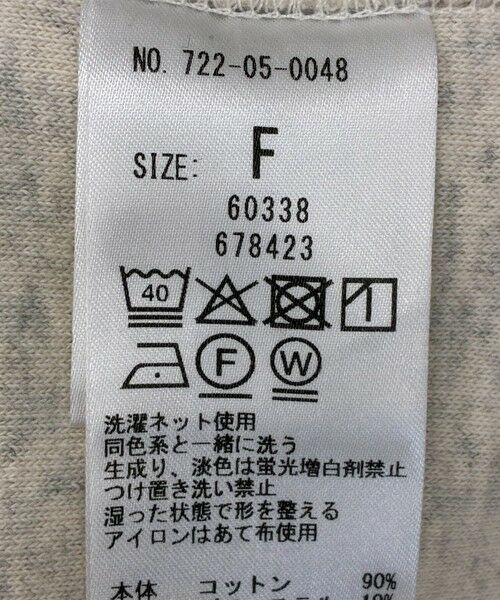 NO. 722-05-0048
SIZE: F
60338
678423
40
F W
洗濯ネット使用
同色系と一緒に洗う
生成り、淡色は蛍光増白剤禁止
つけ置き洗い禁止
湿った状態で形を整える
アイロンはあて布使用
本体 コットン 90%
10%